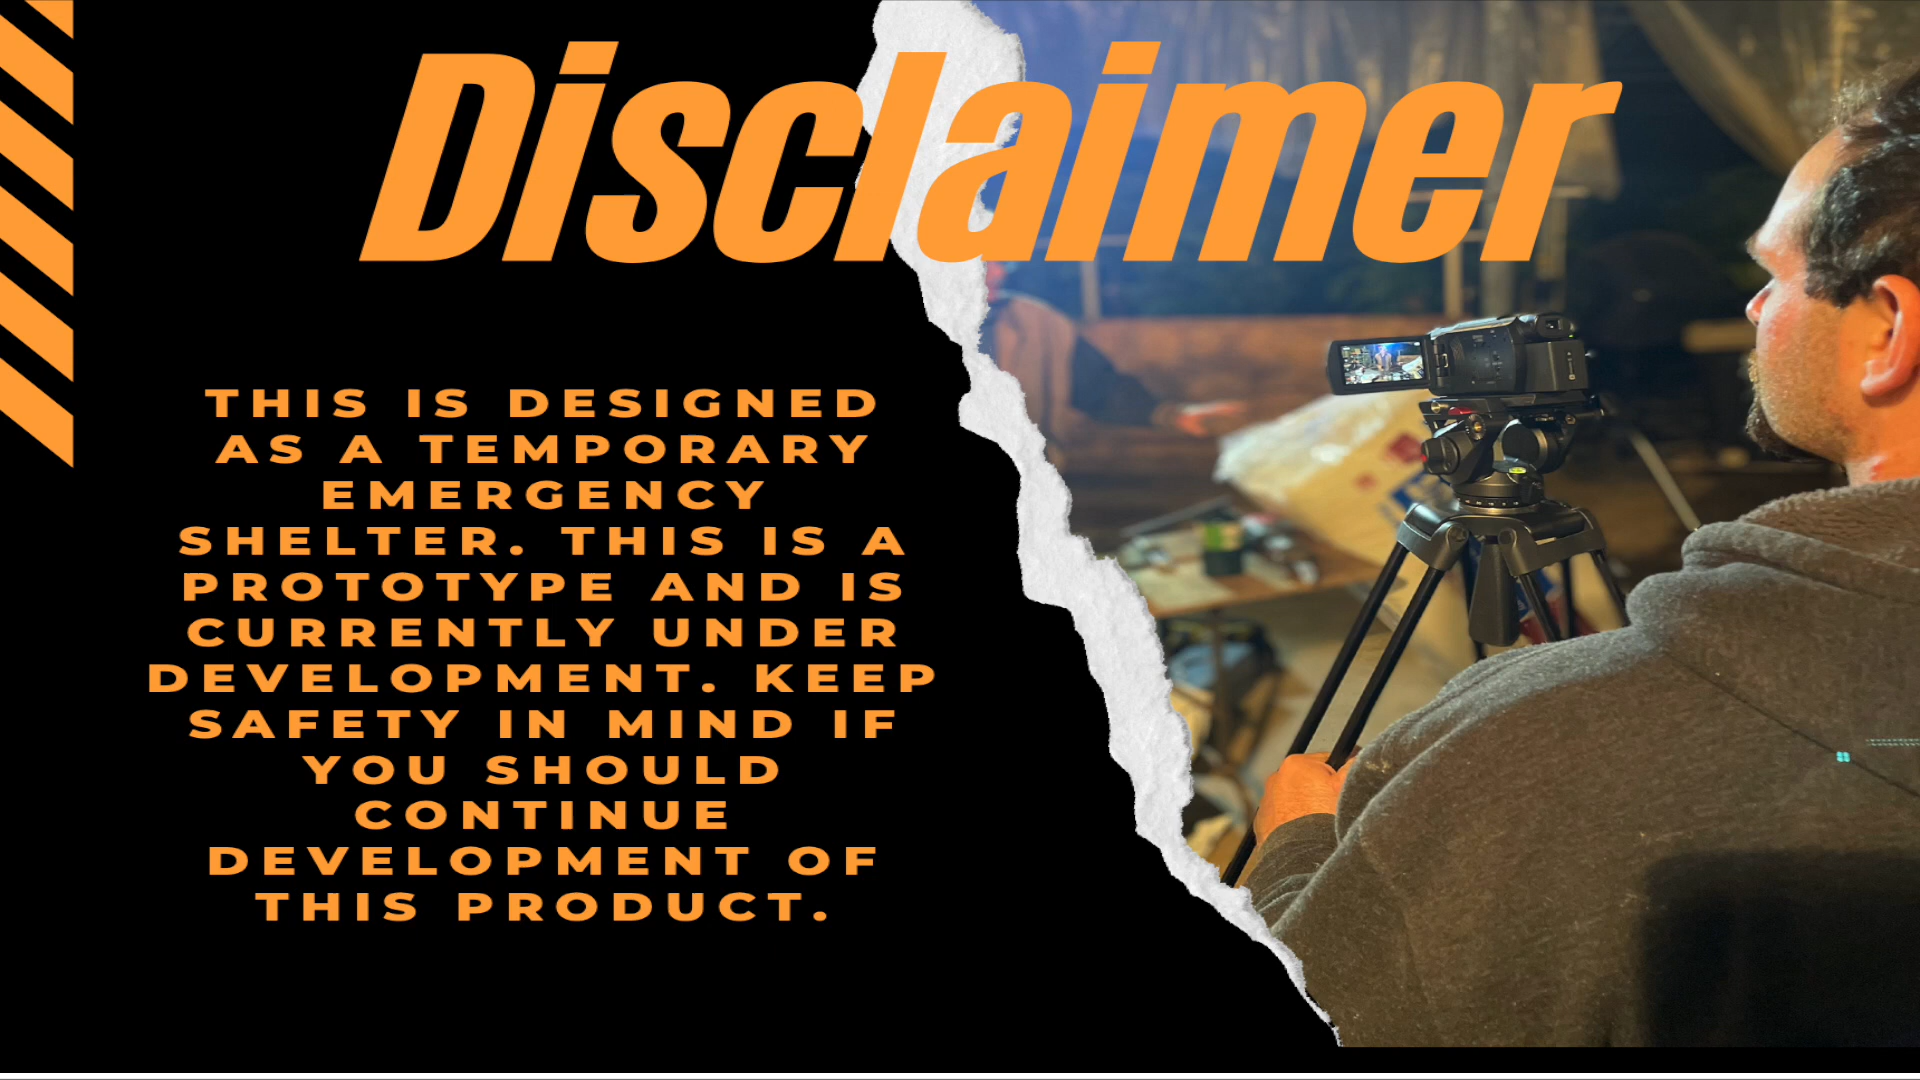 Disclaimer
THIS IS DESIGNED
AS A TEMPORARY
EMERGENCY
SHELTER. THIS IS A
PROTOTYPE AND IS
CURRENTLY UNDER
DEVELOPMENT. KEEP
SAFETY IN MIND IF
YOU SHOULD
CONTINUE
DEVELOPMENT OF
THIS PRODUCT.